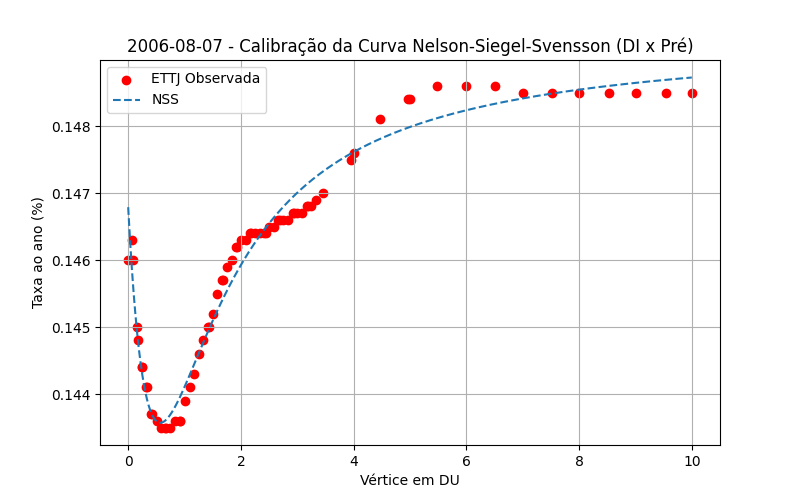 2006-08-07 - Calibração da Curva Nelson-Siegel-Svensson (DI x Pré)
ETTJ Observada
NSS
0.148
0.147
0.146
0.145
0.144
Taxa ao ano (%)
0 2 4 6 8 10
Vértice em DU